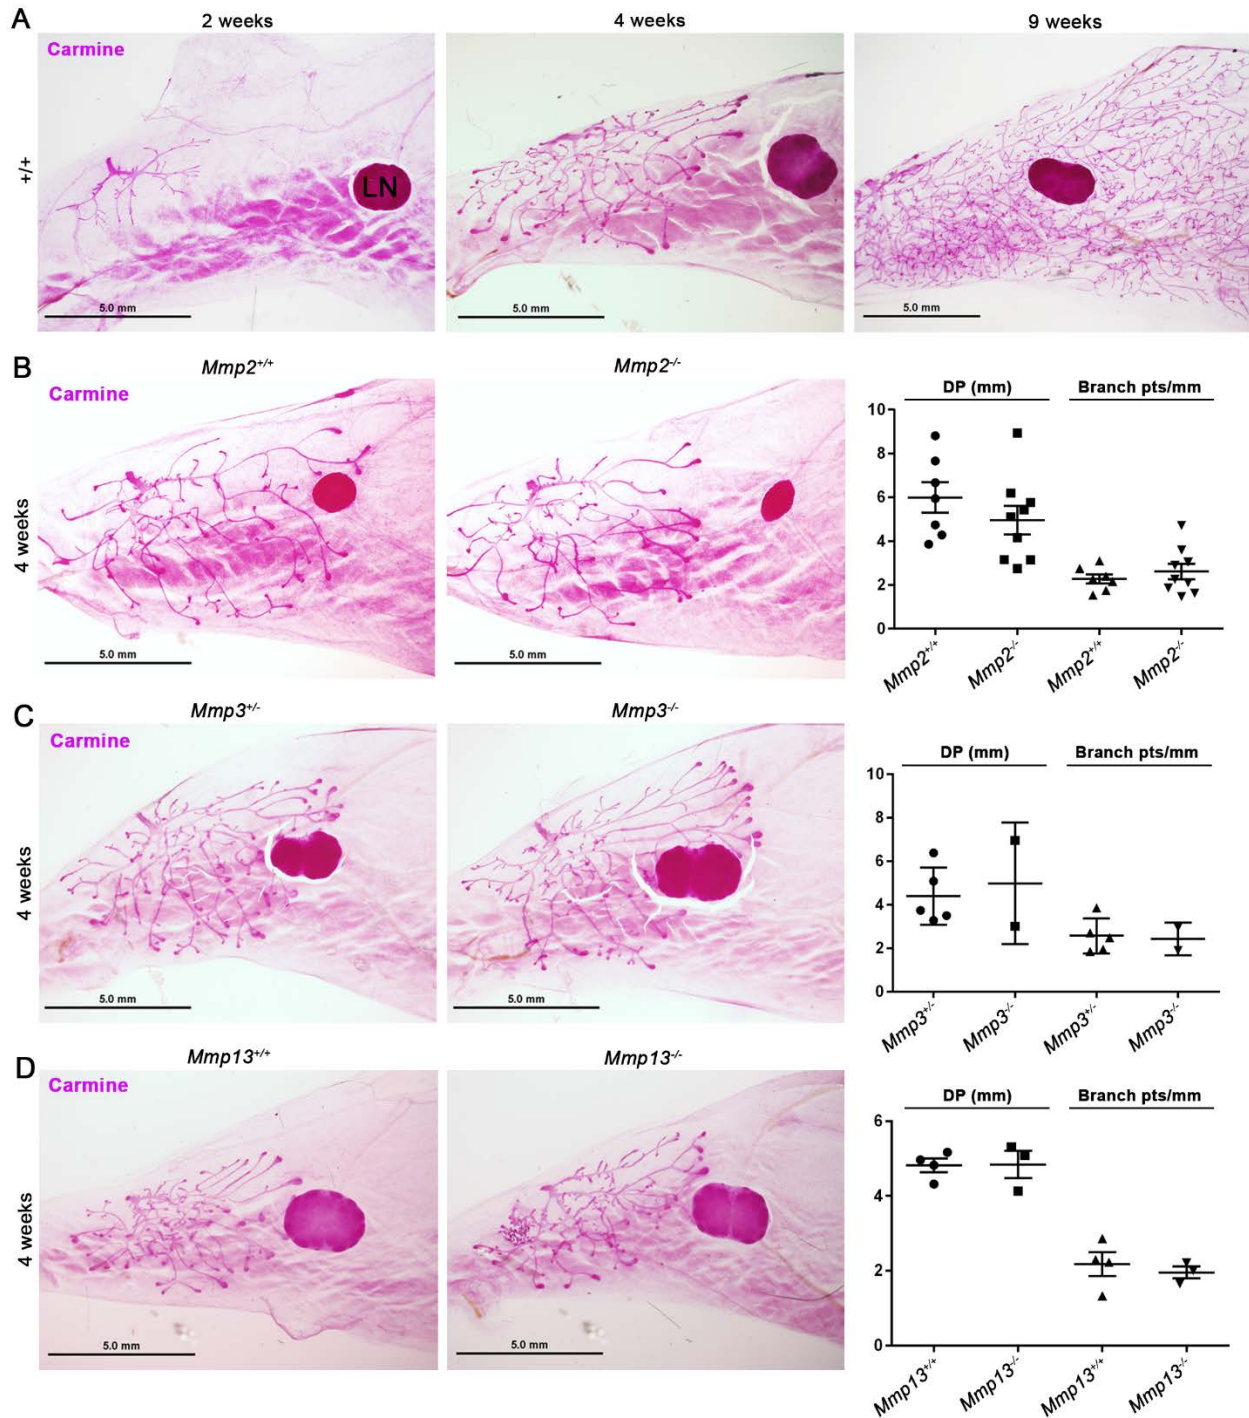 A
2 weeks
4 weeks
9 weeks
Carmine
+/+
LN
5.0 mm
5.0 mm
5.0 mm
B
Mmp2+/+
Mmp2-/-
Carmine
4 weeks
5.0 mm
5.0 mm
DP (mm)
Branch pts/mm
10
8
6
4
2
0
Mmp2+/+
Mmp2-/-
Mmp2+/+
Mmp2-/-
C
Mmp3+/-
Mmp3-/-
Carmine
4 weeks
5.0 mm
5.0 mm
DP (mm)
Branch pts/mm
10
8
6
4
2
0
Mmp3+/-
Mmp3-/-
Mmp3+/-
Mmp3-/-
D
Mmp13+/+
Mmp13-/-
Carmine
4 weeks
5.0 mm
5.0 mm
DP (mm)
Branch pts/mm
6
4
2
0
Mmp13+/+
Mmp13-/-
Mmp13+/+
Mmp13-/-